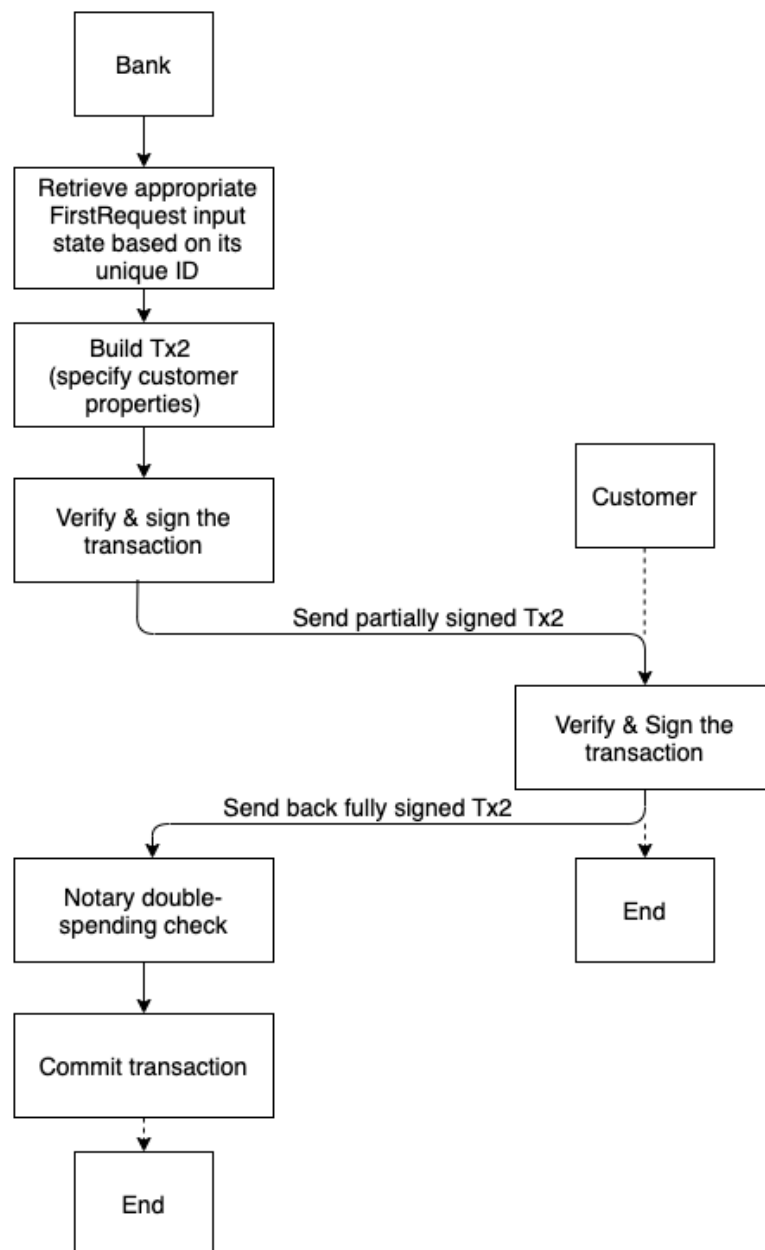 Bank
Retrieve appropriate
FirstRequest input
state based on its
unique ID
Build Tx2
(specify customer
properties)
Verify & sign the
transaction
Customer
Send partially signed Tx2
Verify & Sign the
transaction
Send back fully signed Tx2
Notary double-
spending check
End
Commit transaction
End